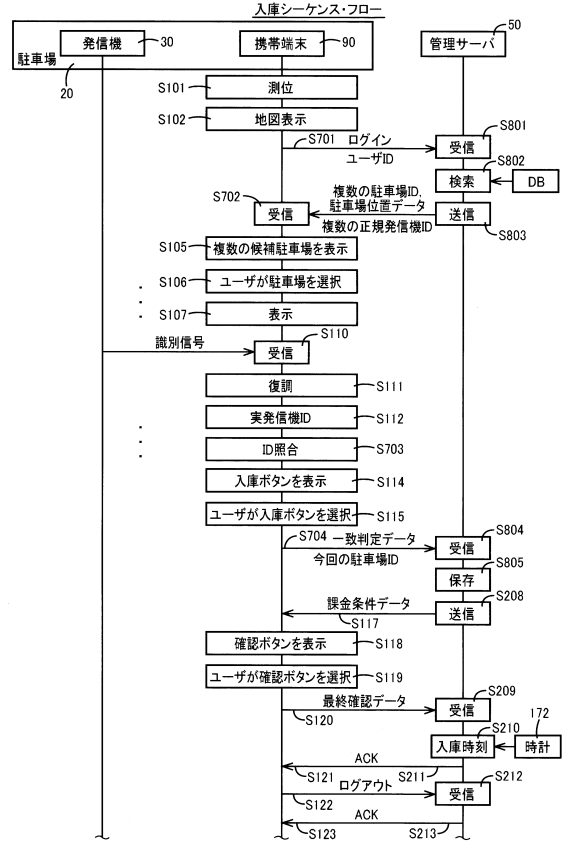 入庫シーケンス・フロー
発信機 30
携帯端末 90
50
管理サーバ
駐車場
20
S101 測位
S102 地図表示
S701 ログイン
ユーザID
S801
受信
S802
検索 DB
複数の駐車場ID,
駐車場位置データ
複数の正規発信機ID
S702
受信
送信
S803
S105 複数の候補駐車場を表示
S106 ユーザが駐車場を選択
S107 表示
S110
識別信号
受信
復調 S111
実発信機ID S112
ID照合 S703
入庫ボタンを表示 S114
ユーザが入庫ボタンを選択 S115
S704 一致判定データ
今回の駐車場ID
S804
受信
S805
保存
S208
課金条件データ
S117
送信
確認ボタンを表示 S118
ユーザが確認ボタンを選択 S119
最終確認データ
S120
S209
受信
S210 172
入庫時刻 時計
ACK
S121 S211
ログアウト
S122
S212
受信
ACK
S123 S213